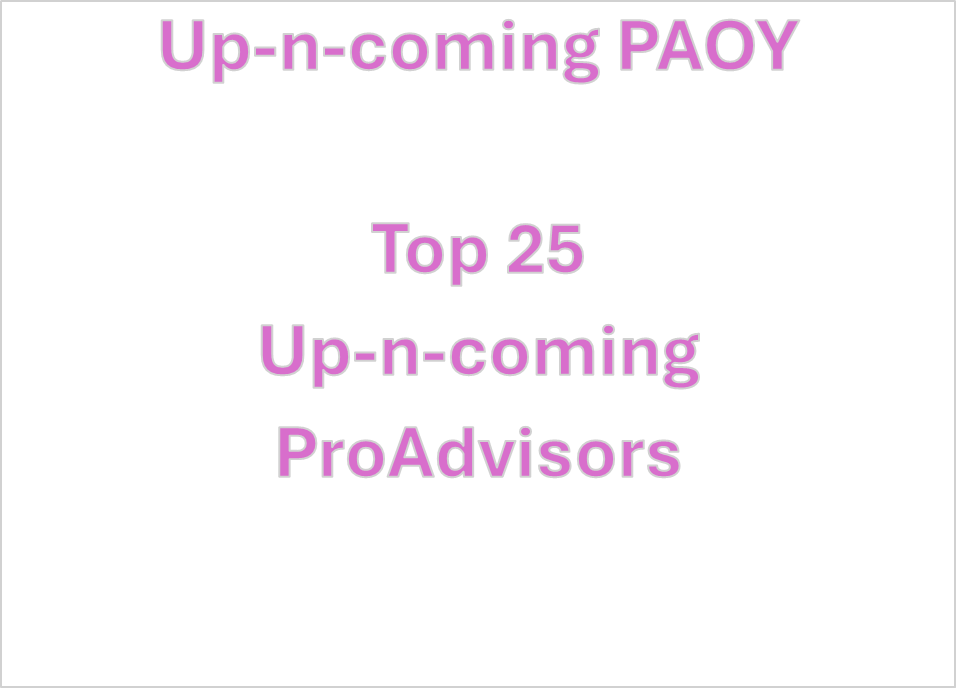 Up-n-coming PAOY
Top 25
Up-n-coming
ProAdvisors